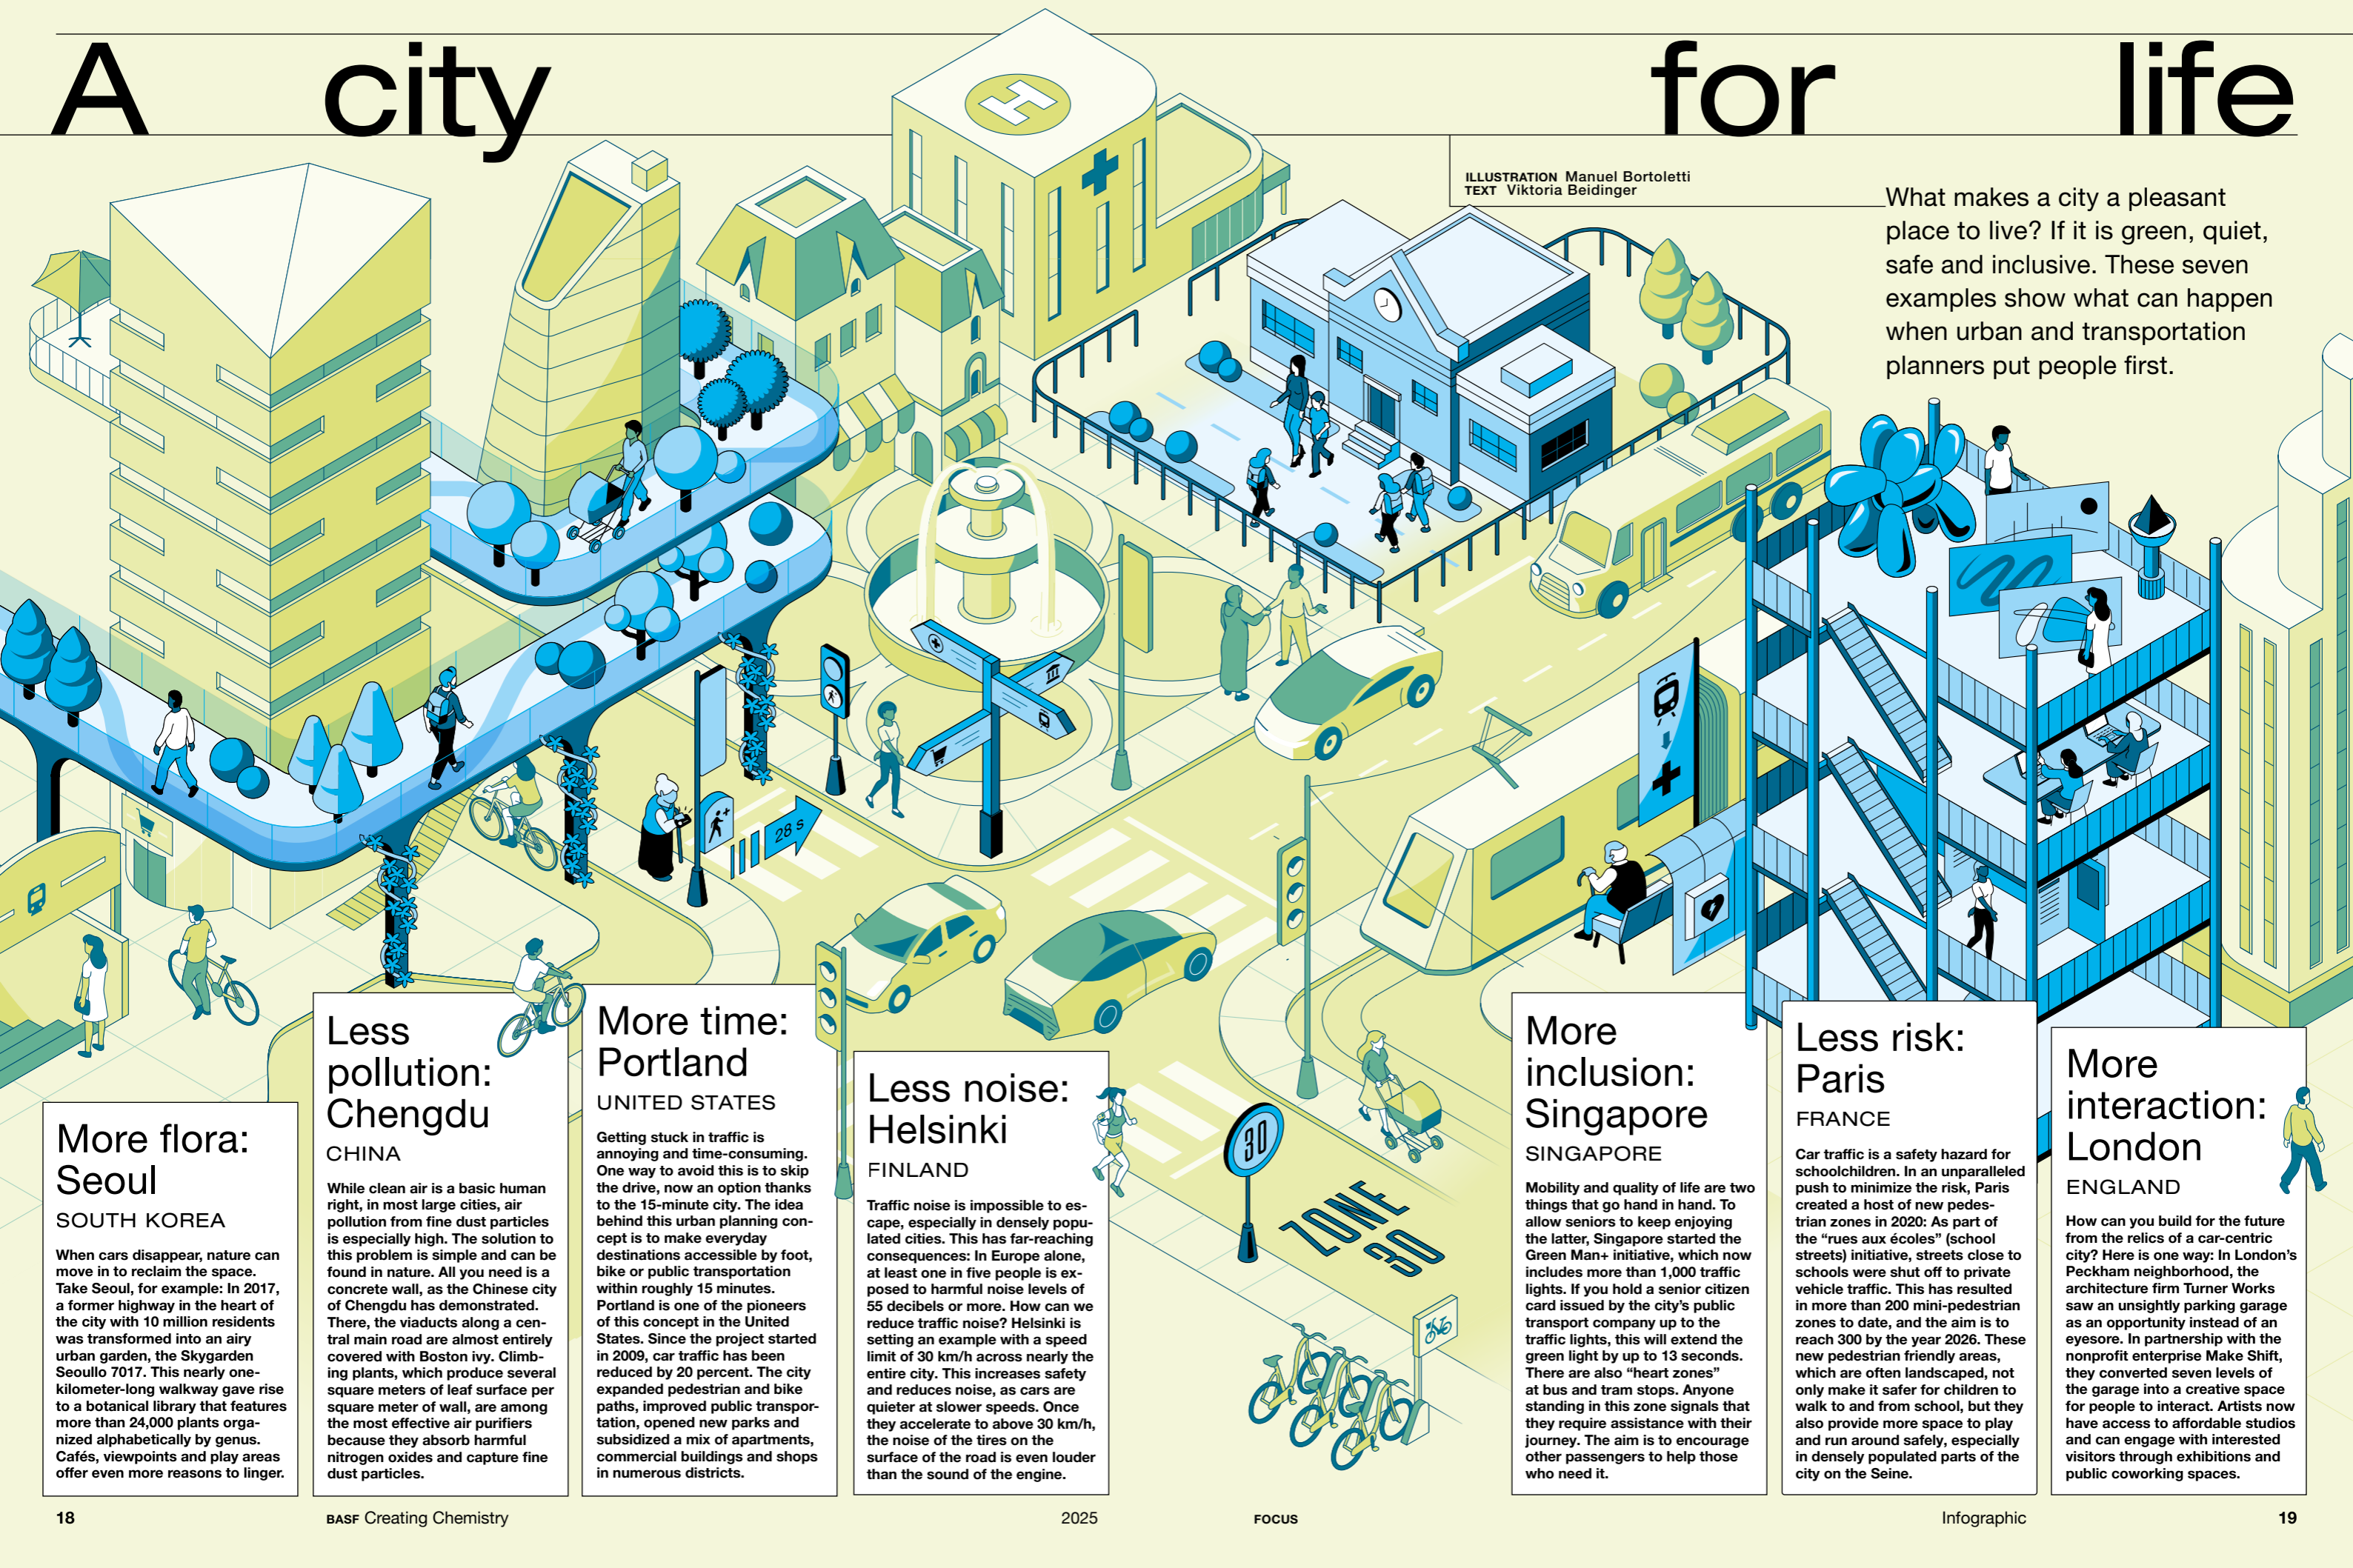 A city for life
ILLUSTRATION Manuel Bortoletti
TEXT Viktoria Beidinger
What makes a city a pleasant
place to live? If it is green, quiet,
safe and inclusive. These seven
examples show what can happen
when urban and transportation
planners put people first.
H
28 s
30
ZONE
30
More flora:
Seoul
SOUTH KOREA
When cars disappear, nature can
move in to reclaim the space.
Take Seoul, for example: In 2017,
a former highway in the heart of
the city with 10 million residents
was transformed into an airy
urban garden, the Skygarden
Seoullo 7017. This nearly one-
kilometer-long walkway gave rise
to a botanical library that features
more than 24,000 plants orga-
nized alphabetically by genus.
Cafés, viewpoints and play areas
offer even more reasons to linger.
Less
pollution:
Chengdu
CHINA
While clean air is a basic human
right, in most large cities, air
pollution from fine dust particles
is especially high. The solution to
this problem is simple and can be
found in nature. All you need is a
concrete wall, as the Chinese city
of Chengdu has demonstrated.
There, the viaducts along a cen-
tral main road are almost entirely
covered with Boston ivy. Climb-
ing plants, which produce several
square meters of leaf surface per
square meter of wall, are among
the most effective air purifiers
because they absorb harmful
nitrogen oxides and capture fine
dust particles.
More time:
Portland
UNITED STATES
Getting stuck in traffic is
annoying and time-consuming.
One way to avoid this is to skip
the drive, now an option thanks
to the 15-minute city. The idea
behind this urban planning con-
cept is to make everyday
destinations accessible by foot,
bike or public transportation
within roughly 15 minutes.
Portland is one of the pioneers
of this concept in the United
States. Since the project started
in 2009, car traffic has been
reduced by 20 percent. The city
expanded pedestrian and bike
paths, improved public transpor-
tation, opened new parks and
subsidized a mix of apartments,
commercial buildings and shops
in numerous districts.
Less noise:
Helsinki
FINLAND
Traffic noise is impossible to es-
cape, especially in densely popu-
lated cities. This has far-reaching
consequences: In Europe alone,
at least one in five people is ex-
posed to harmful noise levels of
55 decibels or more. How can we
reduce traffic noise? Helsinki is
setting an example with a speed
limit of 30 km/h across nearly the
entire city. This increases safety
and reduces noise, as cars are
quieter at slower speeds. Once
they accelerate to above 30 km/h,
the noise of the tires on the
surface of the road is even louder
than the sound of the engine.
More
inclusion:
Singapore
SINGAPORE
Mobility and quality of life are two
things that go hand in hand. To
allow seniors to keep enjoying
the latter, Singapore started the
Green Man+ initiative, which now
includes more than 1,000 traffic
lights. If you hold a senior citizen
card issued by the city's public
transport company up to the
traffic lights, this will extend the
green light by up to 13 seconds.
There are also “heart zones”
at bus and tram stops. Anyone
standing in this zone signals that
they require assistance with their
journey. The aim is to encourage
other passengers to help those
who need it.
Less risk:
Paris
FRANCE
Car traffic is a safety hazard for
schoolchildren. In an unparalleled
push to minimize the risk, Paris
created a host of new pedes-
trian zones in 2020: As part of
the “rues aux écoles” (school
streets) initiative, streets close to
schools were shut off to private
vehicle traffic. This has resulted
in more than 200 mini-pedestrian
zones to date, and the aim is to
reach 300 by the year 2026. These
new pedestrian friendly areas,
which are often landscaped, not
only make it safer for children to
walk to and from school, but they
also provide more space to play
and run around safely, especially
in densely populated parts of the
city on the Seine.
More
interaction:
London
ENGLAND
How can you build for the future
from the relics of a car-centric
city? Here is one way: In London's
Peckham neighborhood, the
architecture firm Turner Works
saw an unsightly parking garage
as an opportunity instead of an
eyesore. In partnership with the
nonprofit enterprise Make Shift,
they converted seven levels of
the garage into a creative space
for people to interact. Artists now
have access to affordable studios
and can engage with interested
visitors through exhibitions and
public coworking spaces.
18 BASF Creating Chemistry 2025 FOCUS Infographic 19